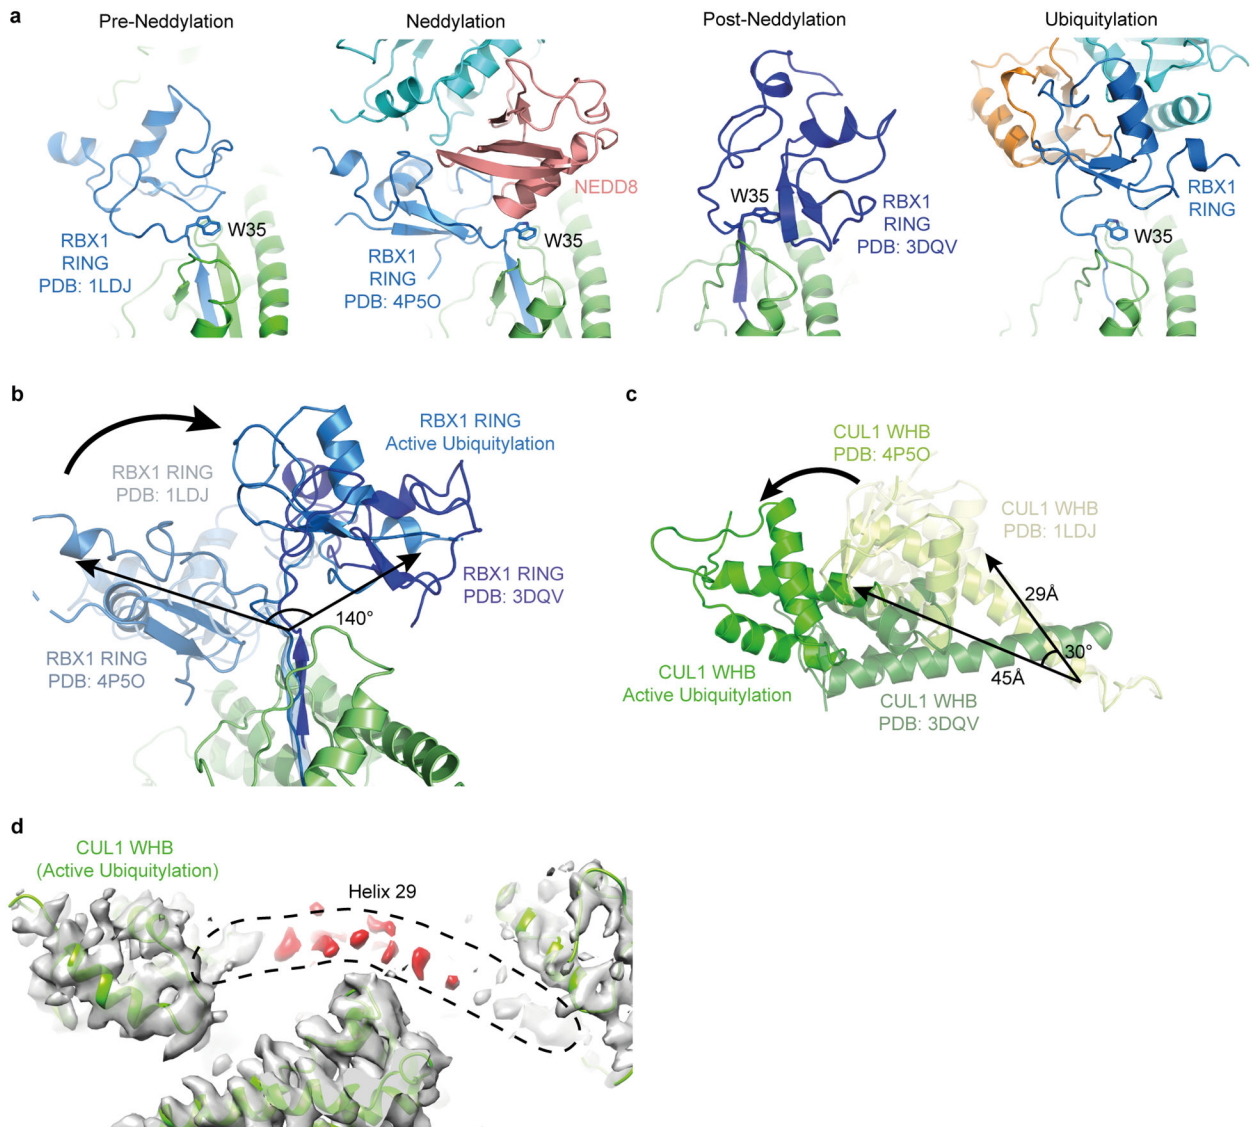 a
Pre-Neddylation
Neddylation
Post-Neddylation
Ubiquitylation
W35
RBX1
RING
PDB: 1LDJ
NEDD8
W35
RBX1
RING
PDB: 4P5O
W35
RBX1
RING
PDB: 3DQV
RBX1
RING
W35
b
RBX1 RING
Active Ubiquitylation
RBX1 RING
PDB: 1LDJ
RBX1 RING
PDB: 3DQV
140°
RBX1 RING
PDB: 4P5O
c
CUL1 WHB
PDB: 4P5O
CUL1 WHB
PDB: 1LDJ
29Å
30°
45Å
CUL1 WHB
Active Ubiquitylation
CUL1 WHB
PDB: 3DQV
d
CUL1 WHB
(Active Ubiquitylation)
Helix 29